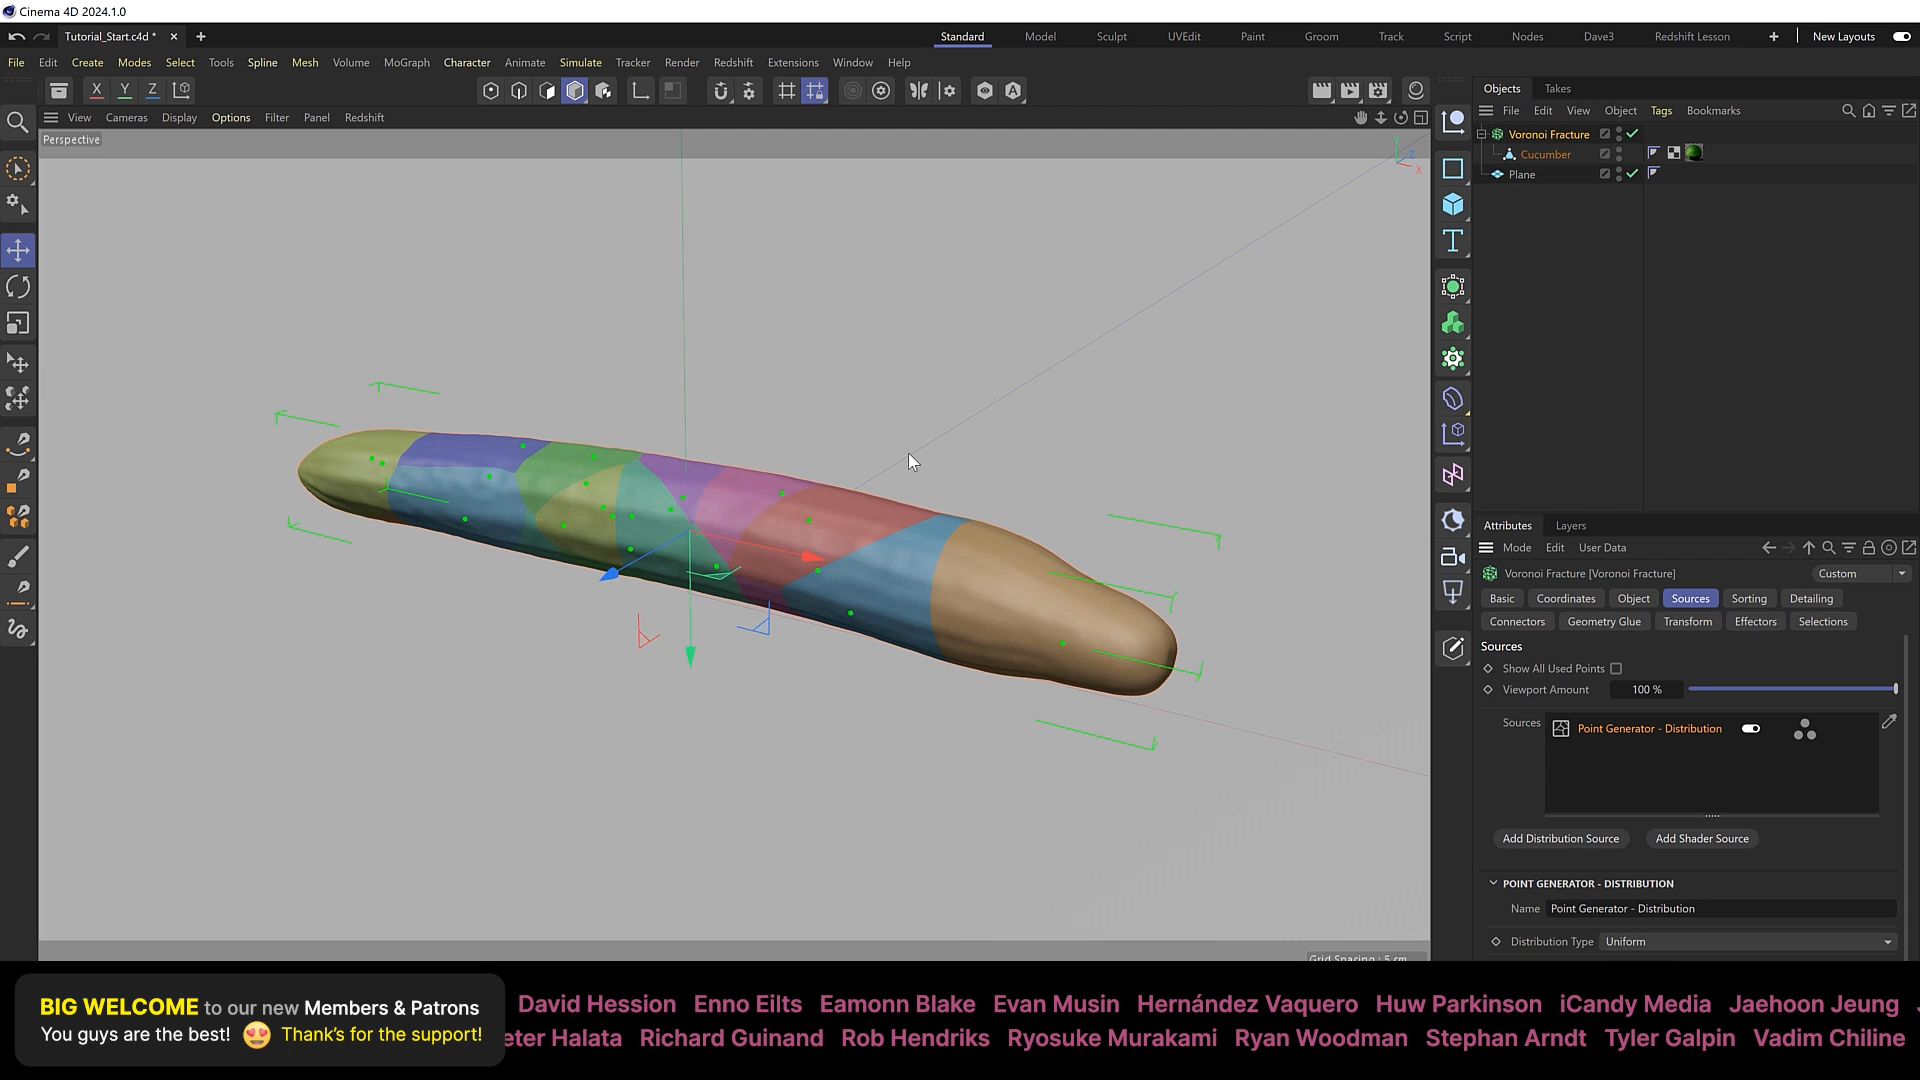 Cinema 4D 2024.1.0
Tutorial_Start.c4d *
Standard Model Sculpt UVEdit Paint Groom Track Script Nodes Dave3 Redshift Lesson New Layouts
File Edit Create Modes Select Tools Spline Mesh Volume MoGraph Character Animate Simulate Tracker Render Redshift Extensions Window Help
X Y Z
Objects Takes
File Edit View Object Tags Bookmarks
View Cameras Display Options Filter Panel Redshift
Perspective
Y
Z
X
Voronoi Fracture
Cucumber
Plane
Attributes Layers
Mode Edit User Data
Voronoi Fracture [Voronoi Fracture] Custom
Basic Coordinates Object Sources Sorting Detailing
Connectors Geometry Glue Transform Effectors Selections
Sources
Show All Used Points
Viewport Amount 100 %
Sources Point Generator - Distribution
Add Distribution Source Add Shader Source
POINT GENERATOR - DISTRIBUTION
Name Point Generator - Distribution
Distribution Type Uniform
Grid Spacing : 5 cm
BIG WELCOME to our new Members & Patrons
You guys are the best! 😍 Thank's for the support!
David Hession Enno Eilts Eamonn Blake Evan Musin Hernández Vaquero Huw Parkinson iCandy Media Jaehoon Jeung
eter Halata Richard Guinand Rob Hendriks Ryosuke Murakami Ryan Woodman Stephan Arndt Tyler Galpin Vadim Chiline